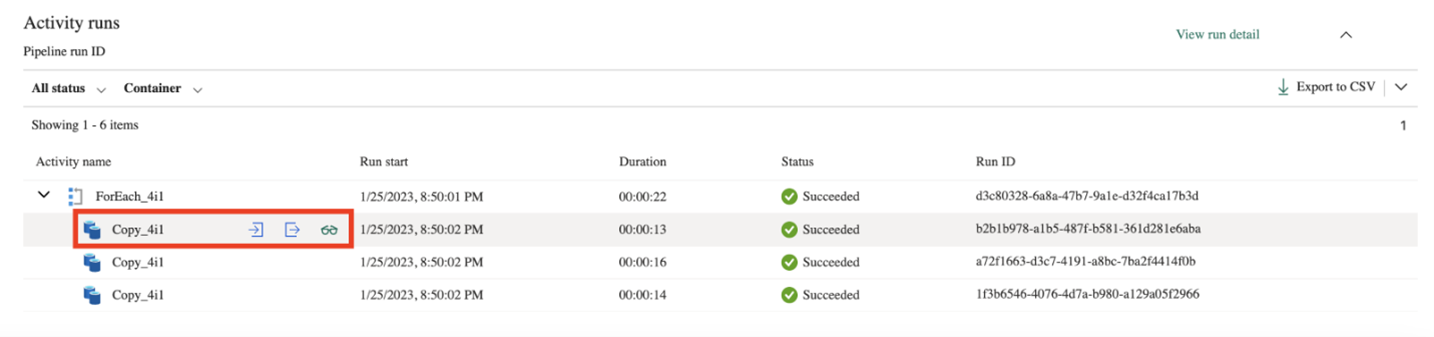 Activity runs
View run detail
Pipeline run ID
All status Container Export to CSV
Showing 1 - 6 items 1
Activity name Run start Duration Status Run ID
ForEach_4i1 1/25/2023, 8:50:01 PM 00:00:22 Succeeded d3c80328-6a8a-47b7-9a1e-d32f4ca17b3d
Copy_4i1 1/25/2023, 8:50:02 PM 00:00:13 Succeeded b2b1b978-a1b5-487f-b581-361d281e6aba
Copy_4i1 1/25/2023, 8:50:02 PM 00:00:16 Succeeded a72f1663-d3c7-4191-a8bc-7ba2f4414f0b
Copy_4i1 1/25/2023, 8:50:02 PM 00:00:14 Succeeded 1f3b6546-4076-4d7a-b980-a129a05f2966